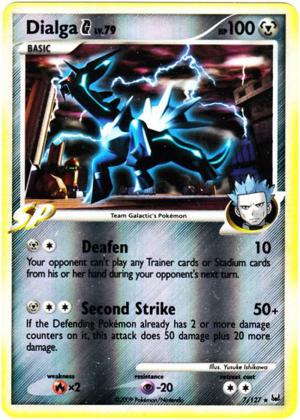 Dialga G LV.79 HP100
BASIC
SP
Team Galactic's Pokémon
Deafen 10
Your opponent can't play any Trainer cards or Stadium cards
from his or her hand during your opponent's next turn.
Second Strike 50+
If the Defending Pokémon already has 2 or more damage
counters on it, this attack does 50 damage plus 20 more
damage.
Illus. Yusuke Ishikawa
weakness resistance retreat cost
×2 -20
©2009 Pokémon/Nintendo
7/127 ★